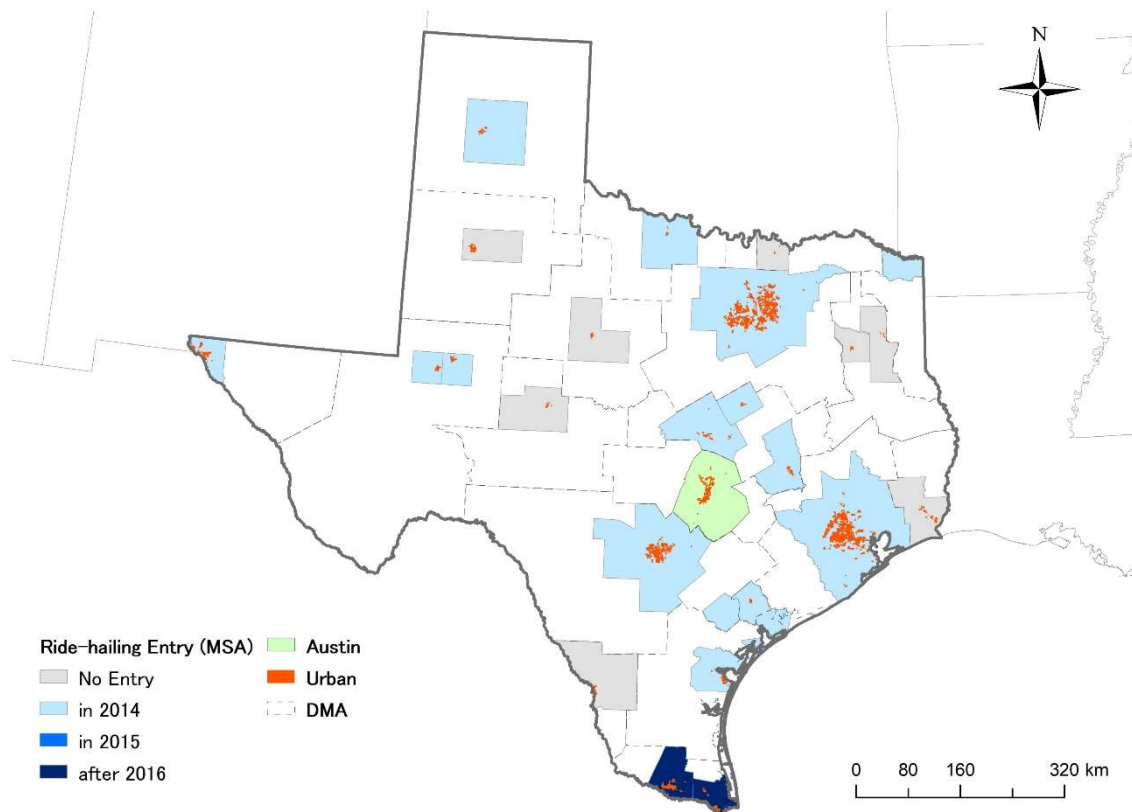 N
Ride-hailing Entry (MSA)
No Entry
in 2014
in 2015
after 2016
Austin
Urban
DMA
0 80 160 320 km